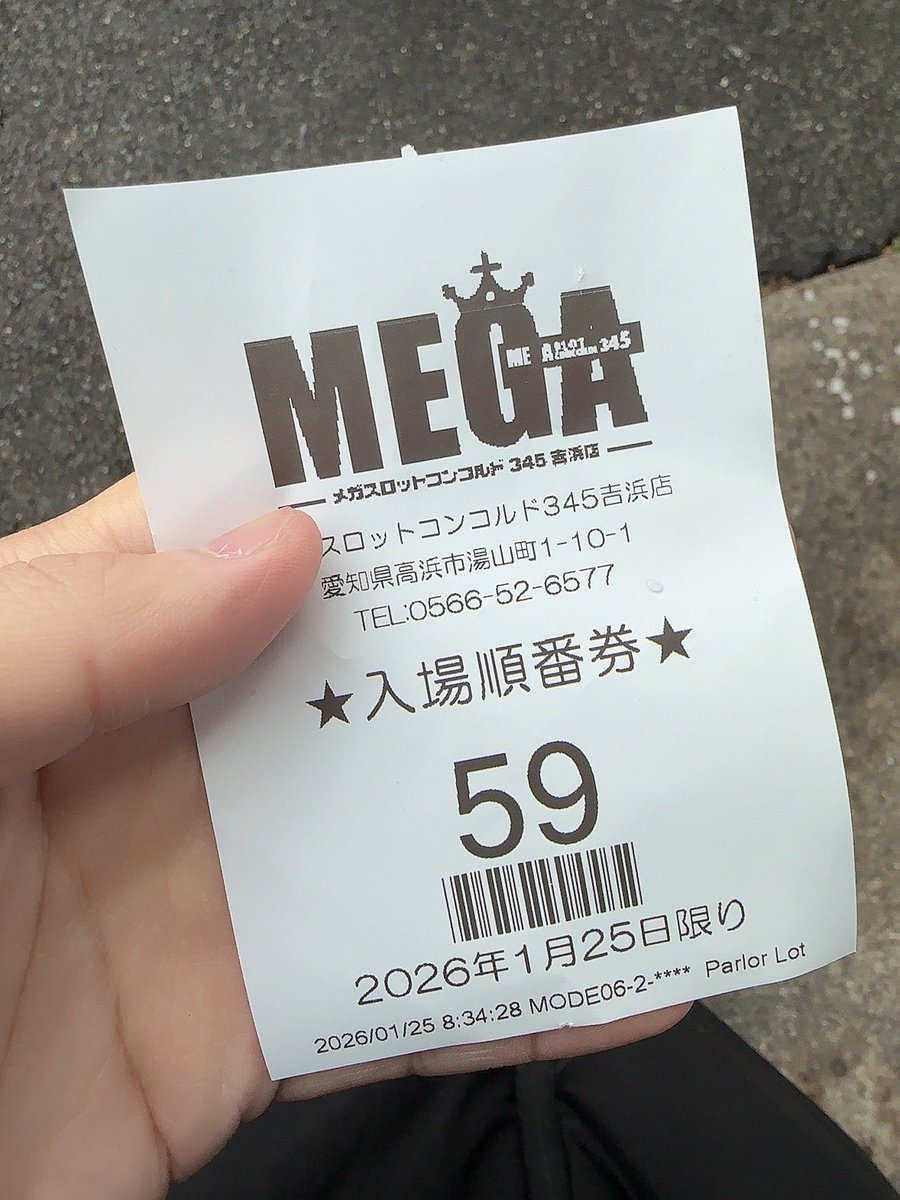 MEGA
メガスロットコンコルド 345 吉浜店
スロットコンコルド345吉浜店
愛知県高浜市湯山町1-10-1
TEL:0566-52-6577
★入場順番券★
59
2026年1月25日限り
2026/01/25 8:34:28 MODE06-2-**** Parlor Lot